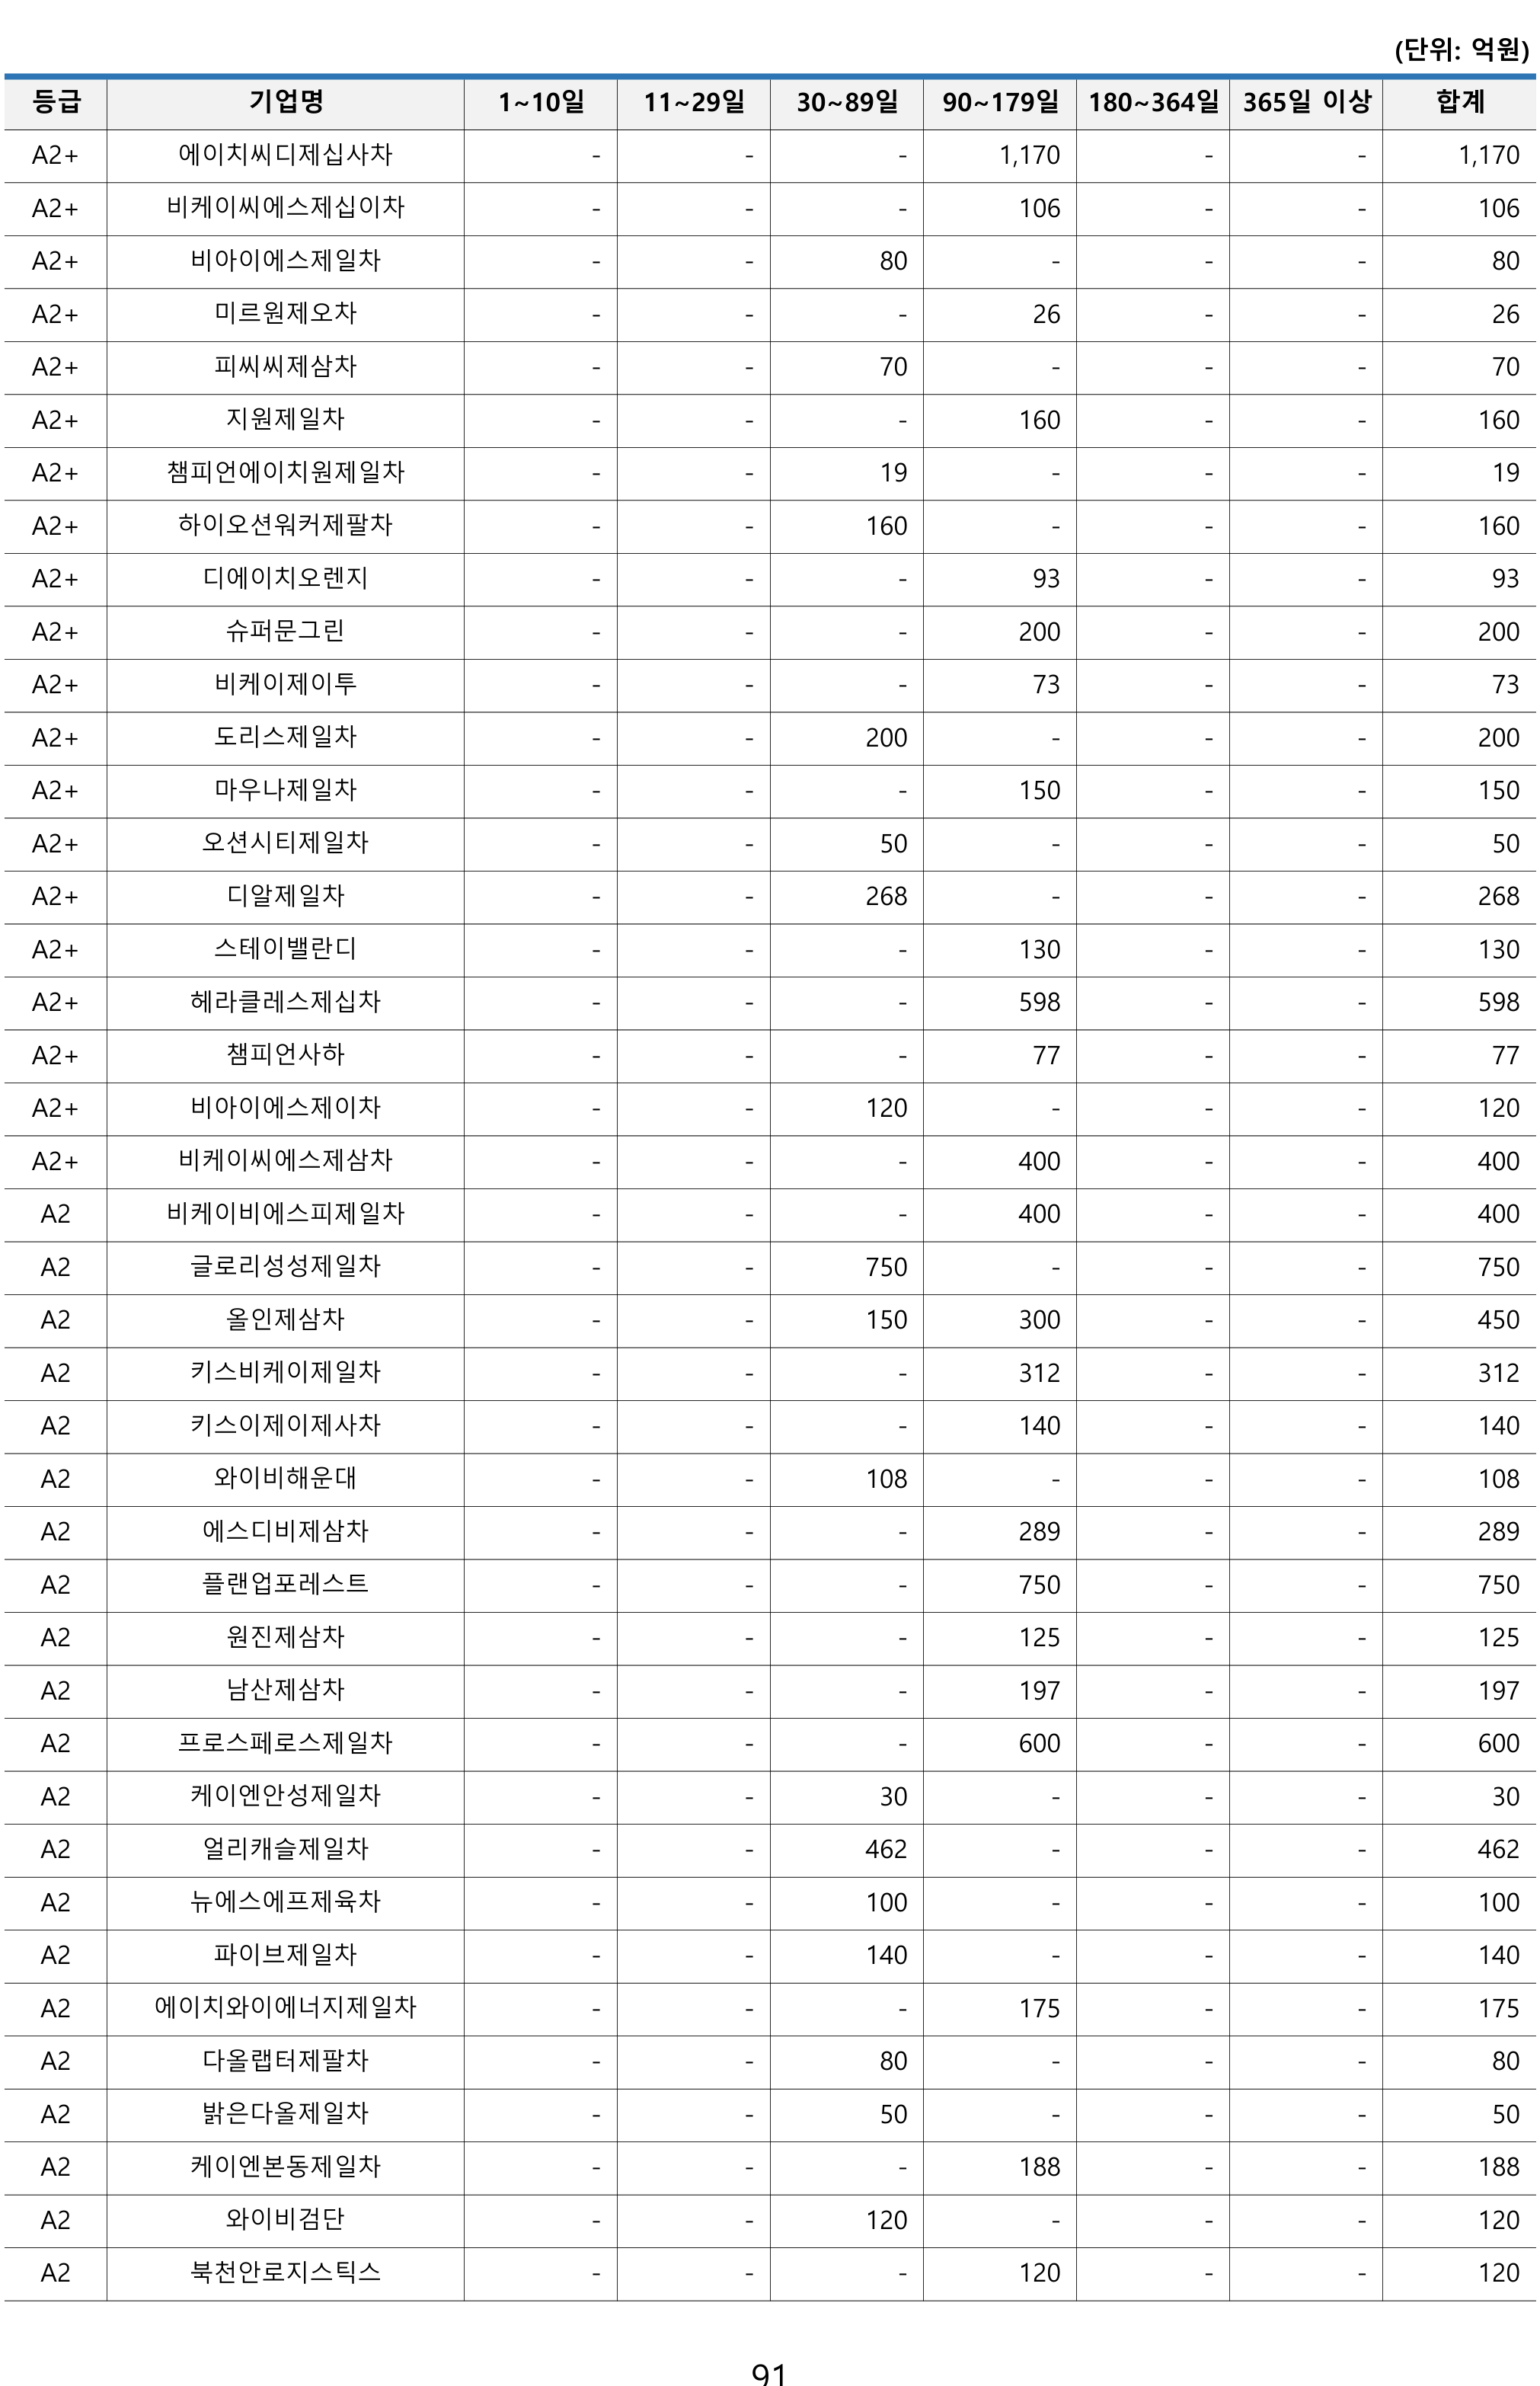 (단위: 억원)
등급 기업명 1~10일 11~29일 30~89일 90~179일 180~364일 365일 이상 합계
A2+ 에이치씨디제십사차 - - - 1,170 - - 1,170
A2+ 비케이씨에스제십이차 - - - 106 - - 106
A2+ 비아이에스제일차 - - 80 - - - 80
A2+ 미르원제오차 - - - 26 - - 26
A2+ 피씨씨제삼차 - - 70 - - - 70
A2+ 지원제일차 - - - 160 - - 160
A2+ 챔피언에이치원제일차 - - 19 - - - 19
A2+ 하이오션워커제팔차 - - 160 - - - 160
A2+ 디에이치오렌지 - - - 93 - - 93
A2+ 슈퍼문그린 - - - 200 - - 200
A2+ 비케이제이투 - - - 73 - - 73
A2+ 도리스제일차 - - 200 - - - 200
A2+ 마우나제일차 - - - 150 - - 150
A2+ 오션시티제일차 - - 50 - - - 50
A2+ 디알제일차 - - 268 - - - 268
A2+ 스테이밸란디 - - - 130 - - 130
A2+ 헤라클레스제십차 - - - 598 - - 598
A2+ 챔피언사하 - - - 77 - - 77
A2+ 비아이에스제이차 - - 120 - - - 120
A2+ 비케이씨에스제삼차 - - - 400 - - 400
A2 비케이비에스피제일차 - - - 400 - - 400
A2 글로리성성제일차 - - 750 - - - 750
A2 올인제삼차 - - 150 300 - - 450
A2 키스비케이제일차 - - - 312 - - 312
A2 키스이제이제사차 - - - 140 - - 140
A2 와이비해운대 - - 108 - - - 108
A2 에스디비제삼차 - - - 289 - - 289
A2 플랜업포레스트 - - - 750 - - 750
A2 원진제삼차 - - - 125 - - 125
A2 남산제삼차 - - - 197 - - 197
A2 프로스페로스제일차 - - - 600 - - 600
A2 케이엔안성제일차 - - 30 - - - 30
A2 얼리캐슬제일차 - - 462 - - - 462
A2 뉴에스에프제육차 - - 100 - - - 100
A2 파이브제일차 - - 140 - - - 140
A2 에이치와이에너지제일차 - - - 175 - - 175
A2 다올랩터제팔차 - - 80 - - - 80
A2 밝은다올제일차 - - 50 - - - 50
A2 케이엔본동제일차 - - - 188 - - 188
A2 와이비검단 - - 120 - - - 120
A2 북천안로지스틱스 - - - 120 - - 120
91